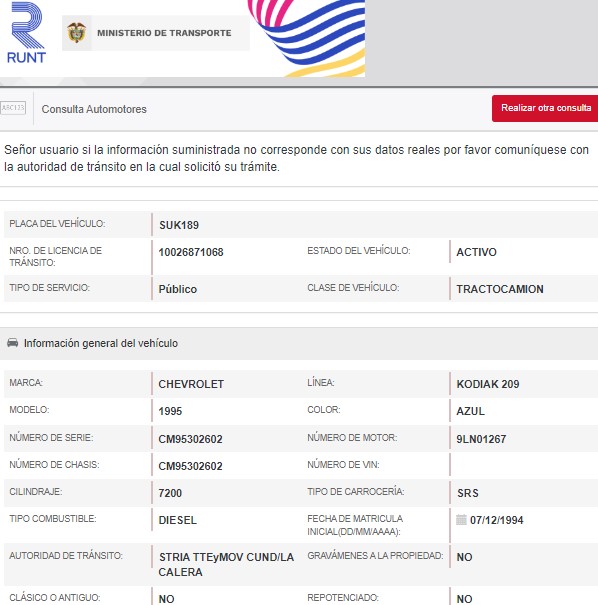 RUNT
MINISTERIO DE TRANSPORTE
ABC123
Consulta Automotores
Realizar otra consulta
Señor usuario si la información suministrada no corresponde con sus datos reales por favor comuníquese con
la autoridad de tránsito en la cual solicitó su trámite.
PLACA DEL VEHÍCULO: SUK189
NRO. DE LICENCIA DE
TRÁNSITO: 10026871068 ESTADO DEL VEHÍCULO: ACTIVO
TIPO DE SERVICIO: Público CLASE DE VEHÍCULO: TRACTOCAMION
Información general del vehículo
MARCA: CHEVROLET LÍNEA: KODIAK 209
MODELO: 1995 COLOR: AZUL
NÚMERO DE SERIE: CM95302602 NÚMERO DE MOTOR: 9LN01267
NÚMERO DE CHASIS: CM95302602 NÚMERO DE VIN:
CILINDRAJE: 7200 TIPO DE CARROCERÍA: SRS
TIPO COMBUSTIBLE: DIESEL FECHA DE MATRICULA
INICIAL(DD/MM/AAAA): 07/12/1994
AUTORIDAD DE TRÁNSITO: STRIA TTEyMOV CUND/LA
CALERA GRAVÁMENES A LA PROPIEDAD: NO
CLÁSICO O ANTIGUO: NO REPOTENCIADO: NO